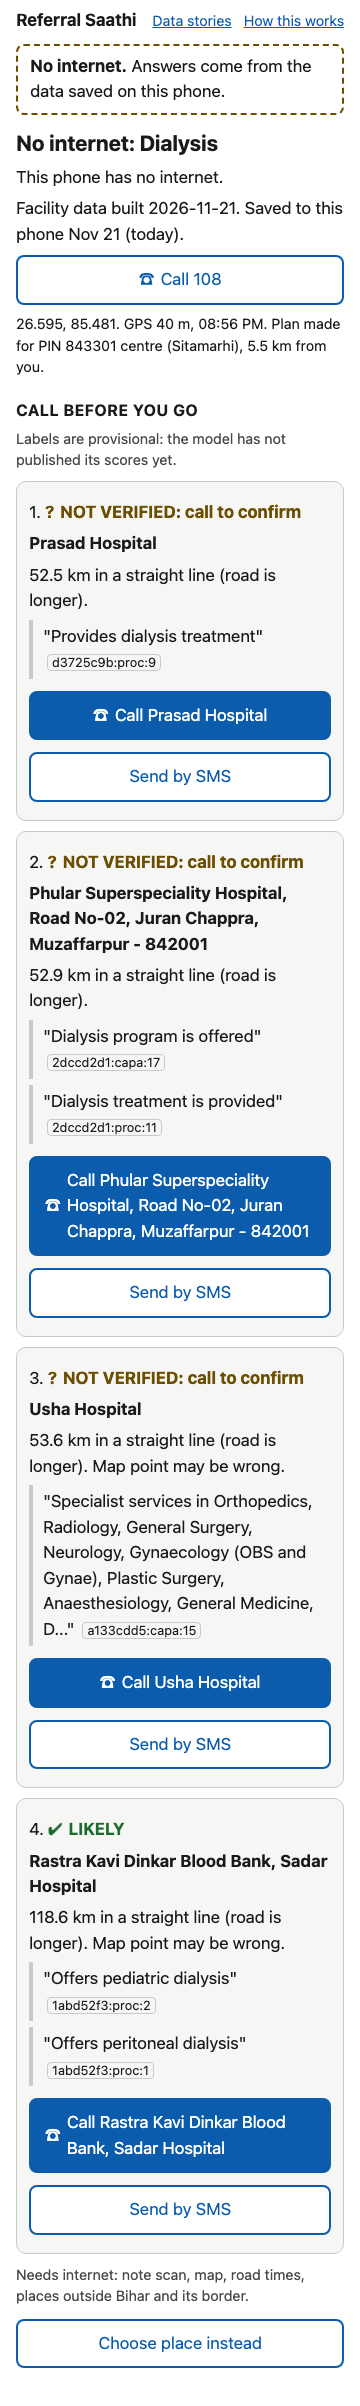 Referral Saathi Data stories How this works
No internet. Answers come from the
data saved on this phone.
No internet: Dialysis
This phone has no internet.
Facility data built 2026-11-21. Saved to this
phone Nov 21 (today).
☎ Call 108
26.595, 85.481. GPS 40 m, 08:56 PM. Plan made
for PIN 843301 centre (Sitamarhi), 5.5 km from
you.
CALL BEFORE YOU GO
Labels are provisional: the model has not
published its scores yet.
1. ? NOT VERIFIED: call to confirm
Prasad Hospital
52.5 km in a straight line (road is
longer).
"Provides dialysis treatment"
d3725c9b:proc:9
☎ Call Prasad Hospital
Send by SMS
2. ? NOT VERIFIED: call to confirm
Phular Superspeciality Hospital,
Road No-02, Juran Chappra,
Muzaffarpur - 842001
52.9 km in a straight line (road is
longer).
"Dialysis program is offered"
2dccd2d1:capa:17
"Dialysis treatment is provided"
2dccd2d1:proc:11
Call Phular Superspeciality
☎ Hospital, Road No-02, Juran
Chappra, Muzaffarpur - 842001
Send by SMS
3. ? NOT VERIFIED: call to confirm
Usha Hospital
53.6 km in a straight line (road is
longer). Map point may be wrong.
"Specialist services in Orthopedics,
Radiology, General Surgery,
Neurology, Gynaecology (OBS and
Gynae), Plastic Surgery,
Anaesthesiology, General Medicine,
D..." a133cdd5:capa:15
☎ Call Usha Hospital
Send by SMS
4. ✔ LIKELY
Rastra Kavi Dinkar Blood Bank, Sadar
Hospital
118.6 km in a straight line (road is
longer). Map point may be wrong.
"Offers pediatric dialysis"
1abd52f3:proc:2
"Offers peritoneal dialysis"
1abd52f3:proc:1
☎ Call Rastra Kavi Dinkar Blood
Bank, Sadar Hospital
Send by SMS
Needs internet: note scan, map, road times,
places outside Bihar and its border.
Choose place instead